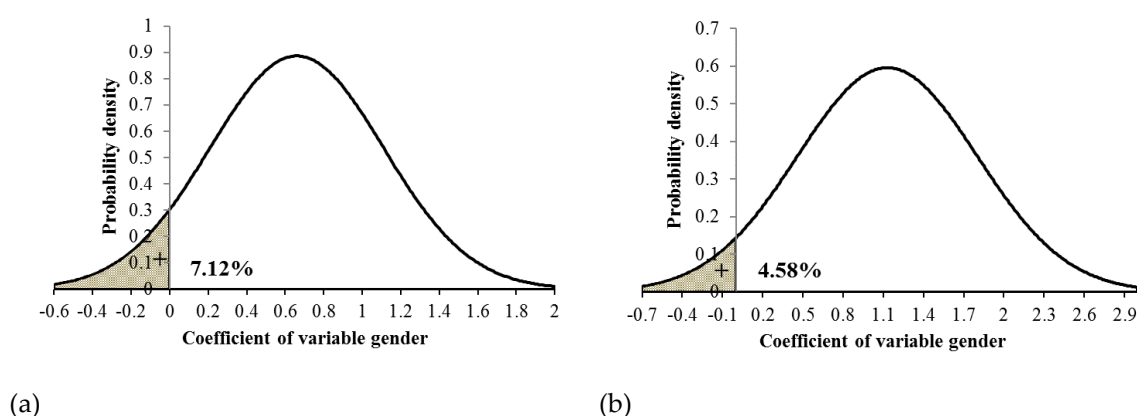 Probability density
1
0.9
0.8
0.7
0.6
0.5
0.4
0.3
0.2
0.1
0
+
7.12%
-0.6 -0.4 -0.2 0 0.2 0.4 0.6 0.8 1 1.2 1.4 1.6 1.8 2
Coefficient of variable gender
(a)
Probability density
0.7
0.6
0.5
0.4
0.3
0.2
0.1
0
+
4.58%
-0.7 -0.4 -0.1 0.2 0.5 0.8 1.1 1.4 1.7 2 2.3 2.6 2.9
Coefficient of variable gender
(b)